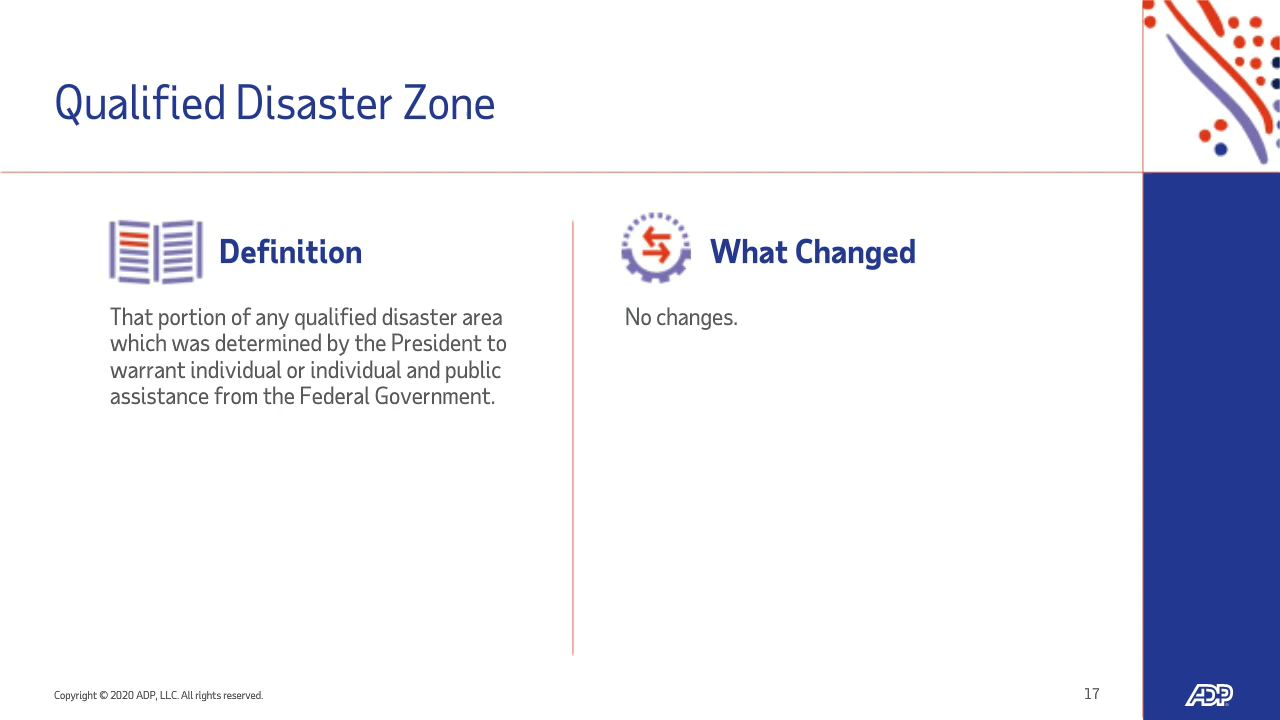 Qualified Disaster Zone
Definition
That portion of any qualified disaster area
which was determined by the President to
warrant individual or individual and public
assistance from the Federal Government.
What Changed
No changes.
Copyright © 2020 ADP, LLC. All rights reserved.
17
ADP